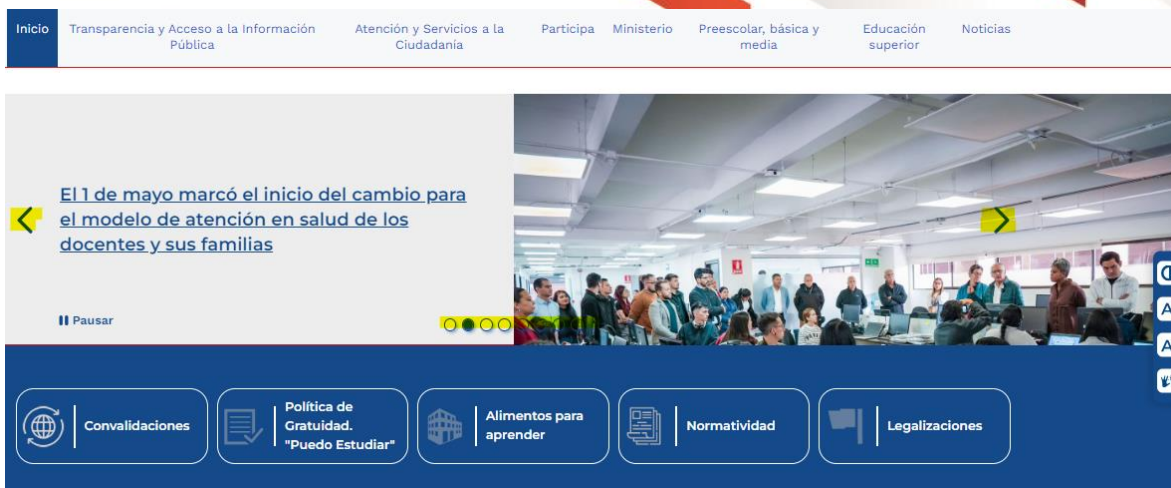 Inicio
Transparencia y Acceso a la Información
Pública
Atención y Servicios a la
Ciudadanía
Participa
Ministerio
Preescolar, básica y
media
Educación
superior
Noticias
El 1 de mayo marcó el inicio del cambio para
el modelo de atención en salud de los
docentes y sus familias
Pausar
A
A
Convalidaciones
Política de
Gratuidad.
"Puedo Estudiar"
Alimentos para
aprender
Normatividad
Legalizaciones